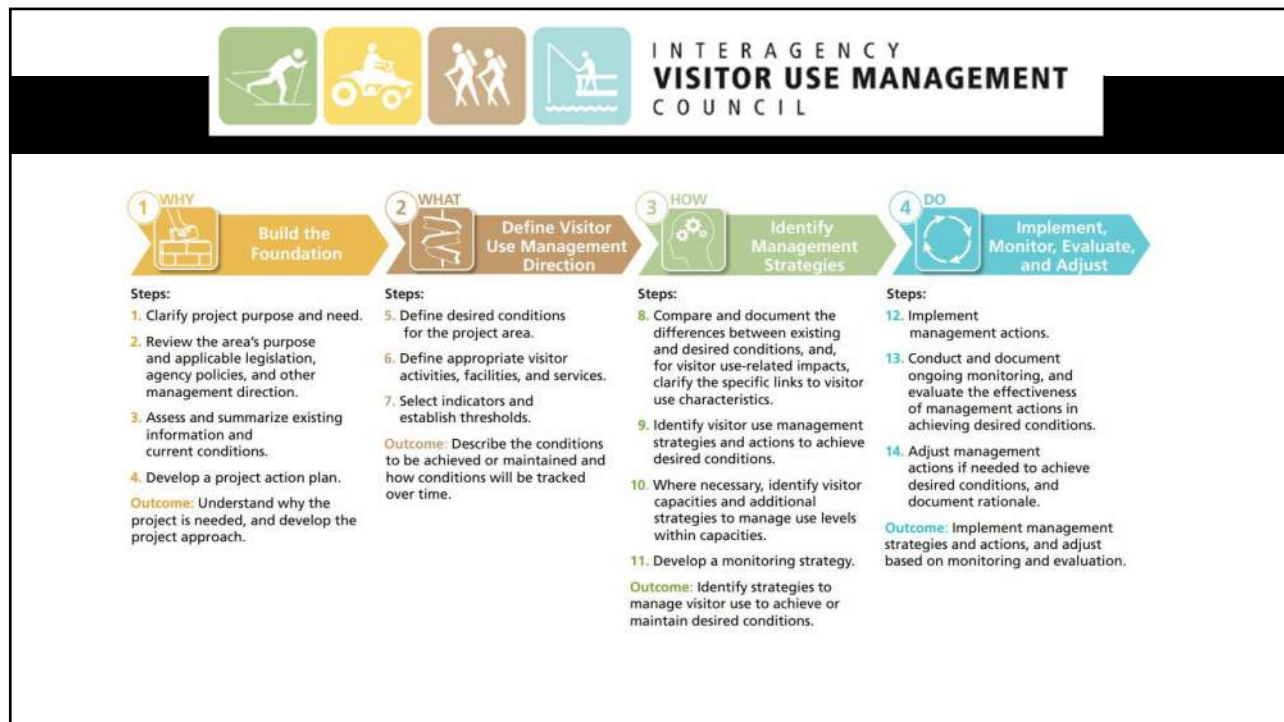 INTERAGENCY
VISITOR USE MANAGEMENT
COUNCIL
1
WHY
Build the
Foundation
Steps:
1. Clarify project purpose and need.
2. Review the area's purpose
and applicable legislation,
agency policies, and other
management direction.
3. Assess and summarize existing
information and
current conditions.
4. Develop a project action plan.
Outcome: Understand why the
project is needed, and develop the
project approach.
2
WHAT
Define Visitor
Use Management
Direction
Steps:
5. Define desired conditions
for the project area.
6. Define appropriate visitor
activities, facilities, and services.
7. Select indicators and
establish thresholds.
Outcome: Describe the conditions
to be achieved or maintained and
how conditions will be tracked
over time.
3
HOW
Identify
Management
Strategies
Steps:
8. Compare and document the
differences between existing
and desired conditions, and,
for visitor use-related impacts,
clarify the specific links to visitor
use characteristics.
9. Identify visitor use management
strategies and actions to achieve
desired conditions.
10. Where necessary, identify visitor
capacities and additional
strategies to manage use levels
within capacities.
11. Develop a monitoring strategy.
Outcome: Identify strategies to
manage visitor use to achieve or
maintain desired conditions.
4
DO
Implement,
Monitor, Evaluate,
and Adjust
Steps:
12. Implement
management actions.
13. Conduct and document
ongoing monitoring, and
evaluate the effectiveness
of management actions in
achieving desired conditions.
14. Adjust management
actions if needed to achieve
desired conditions, and
document rationale.
Outcome: Implement management
strategies and actions, and adjust
based on monitoring and evaluation.